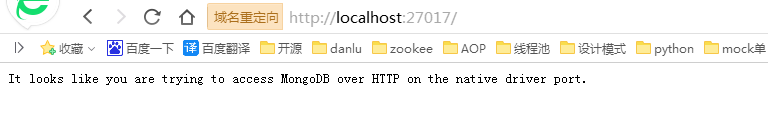 域名重定向 http://localhost:27017/
收藏 百度一下 译 百度翻译 开源 danlu zookee AOP 线程池 设计模式 python mock单
It looks like you are trying to access MongoDB over HTTP on the native driver port.